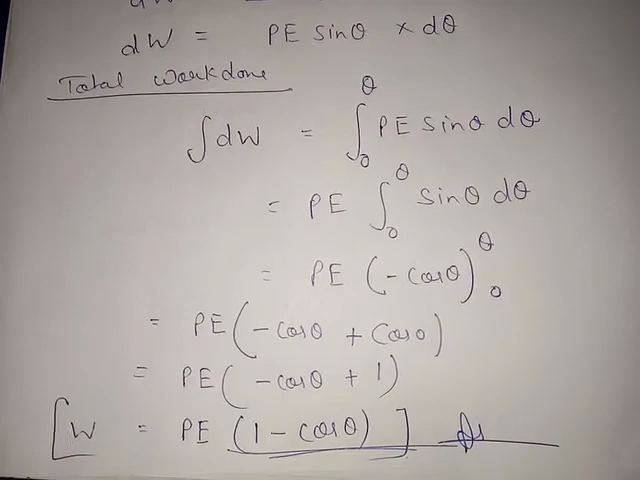 dW
dW = PE sinθ × dθ
Total workdone
∫dW = ∫₀^θ PE sinθ dθ
= PE ∫₀^θ sinθ dθ
= PE (-cosθ)₀^θ
= PE(-cosθ + cos0)
= PE(-cosθ + 1)
[W = PE (1 - cosθ)]